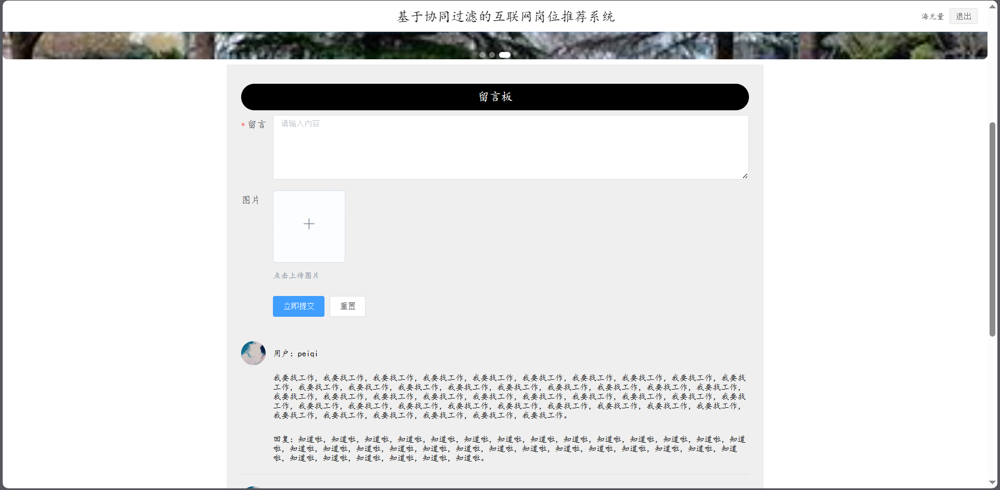 基于协同过滤的互联网岗位推荐系统
海无量
退出
留言板
* 留言
请输入内容
图片
点击上传图片
立即提交
重置
用户：peiqi
我要找工作，我要找工作，我要找工作，我要找工作，我要找工作，我要找工作，我要找工作，我要找工作，我要找工作，我要找
工作，我要找工作，我要找工作，我要找工作，我要找工作，我要找工作，我要找工作，我要找工作，我要找工作，我要找工作，
我要找工作，我要找工作，我要找工作，我要找工作，我要找工作，我要找工作，我要找工作，我要找工作，我要找工作，我要找
工作，我要找工作，我要找工作，我要找工作，我要找工作，我要找工作，我要找工作，我要找工作，我要找工作，我要找工作，
我要找工作，我要找工作，我要找工作，我要找工作，我要找工作，我要找工作。
回复：知道啦，知道啦，知道啦，知道啦，知道啦，知道啦，知道啦，知道啦，知道啦，知道啦，知道啦，知道啦，知道啦，知道
啦，知道啦，知道啦，知道啦，知道啦，知道啦，知道啦，知道啦，知道啦，知道啦，知道啦，知道啦，知道啦，知道啦，知道
啦，知道啦，知道啦，知道啦，知道啦，知道啦，知道啦。